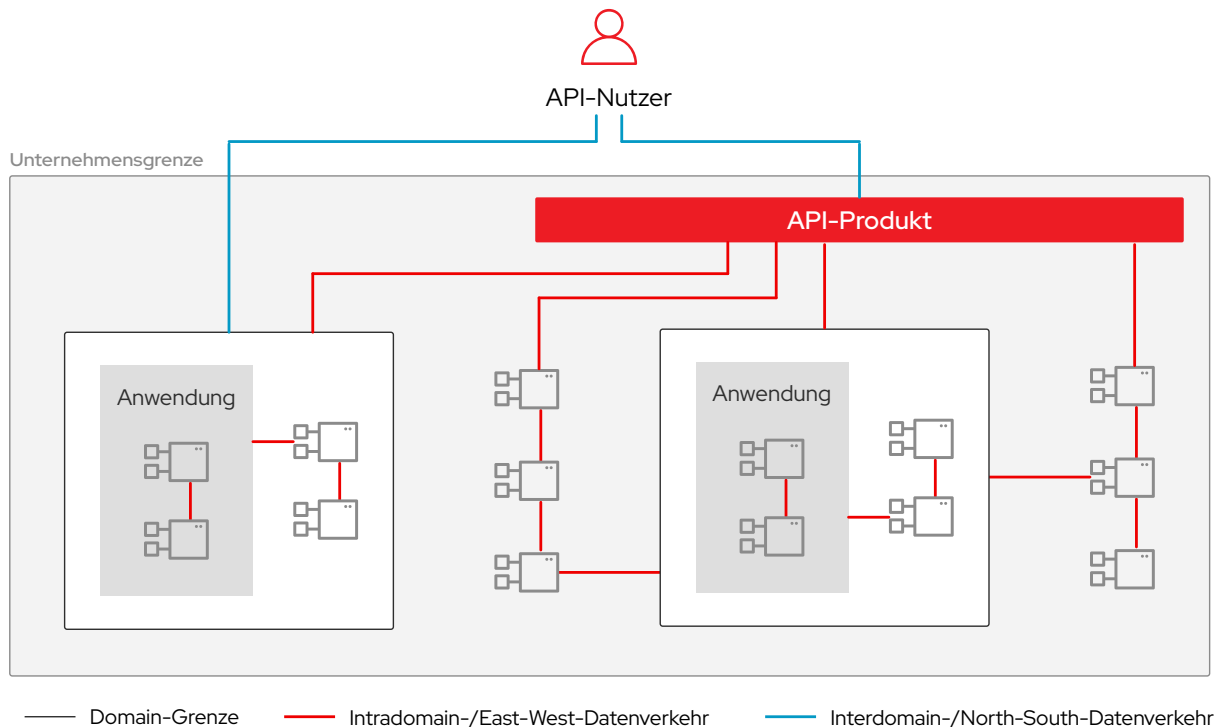 API-Nutzer
Unternehmensgrenze
API-Produkt
Anwendung
Anwendung
Domain-Grenze
Intradomain-/East-West-Datenverkehr
Interdomain-/North-South-Datenverkehr